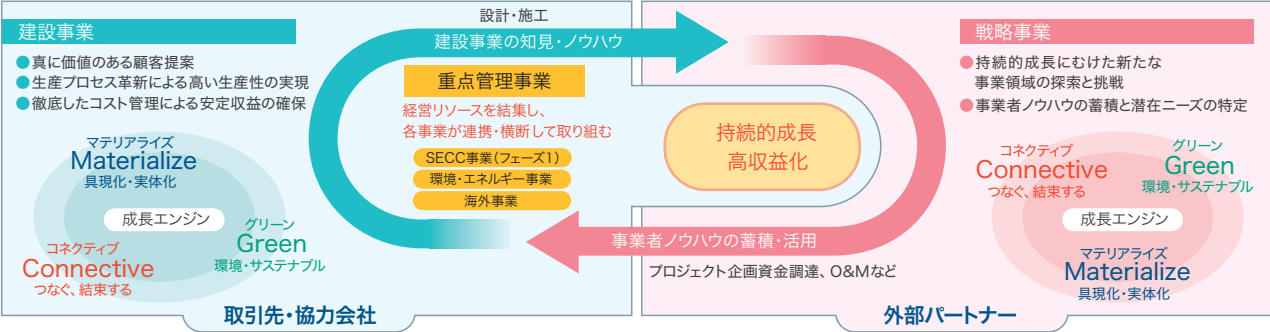 建設事業
●真に価値のある顧客提案
●生産プロセス革新による高い生産性の実現
●徹底したコスト管理による安定収益の確保
マテリアライズ
Materialize
具現化・実体化
成長エンジン
グリーン
Green
環境・サステナブル
コネクティブ
Connective
つなぐ、結束する
取引先・協力会社
設計・施工
建設事業の知見・ノウハウ
重点管理事業
経営リソースを結集し、
各事業が連携・横断して取り組む
SECC事業（フェーズ1）
環境・エネルギー事業
海外事業
持続的成長
高収益化
事業者ノウハウの蓄積・活用
プロジェクト企画資金調達、O&Mなど
戦略事業
●持続的成長にむけた新たな
事業領域の探索と挑戦
●事業者ノウハウの蓄積と潜在ニーズの特定
コネクティブ
Connective
つなぐ、結束する
グリーン
Green
環境・サステナブル
成長エンジン
マテリアライズ
Materialize
具現化・実体化
外部パートナー